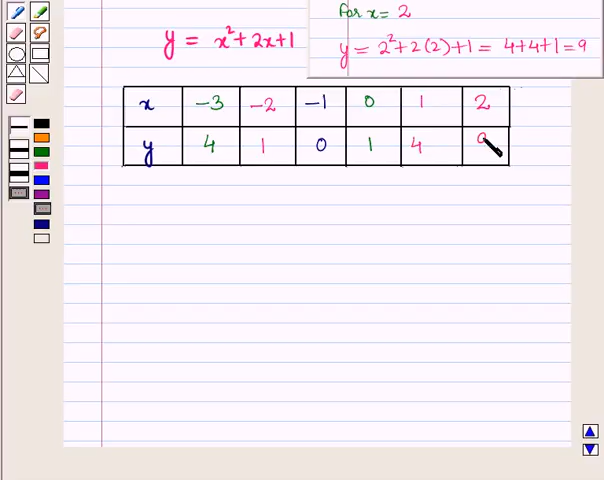 for x = 2
y = x² + 2x + 1
y = 2² + 2(2) + 1 = 4+4+1 = 9
x -3 -2 -1 0 1 2
y 4 1 0 1 4 9